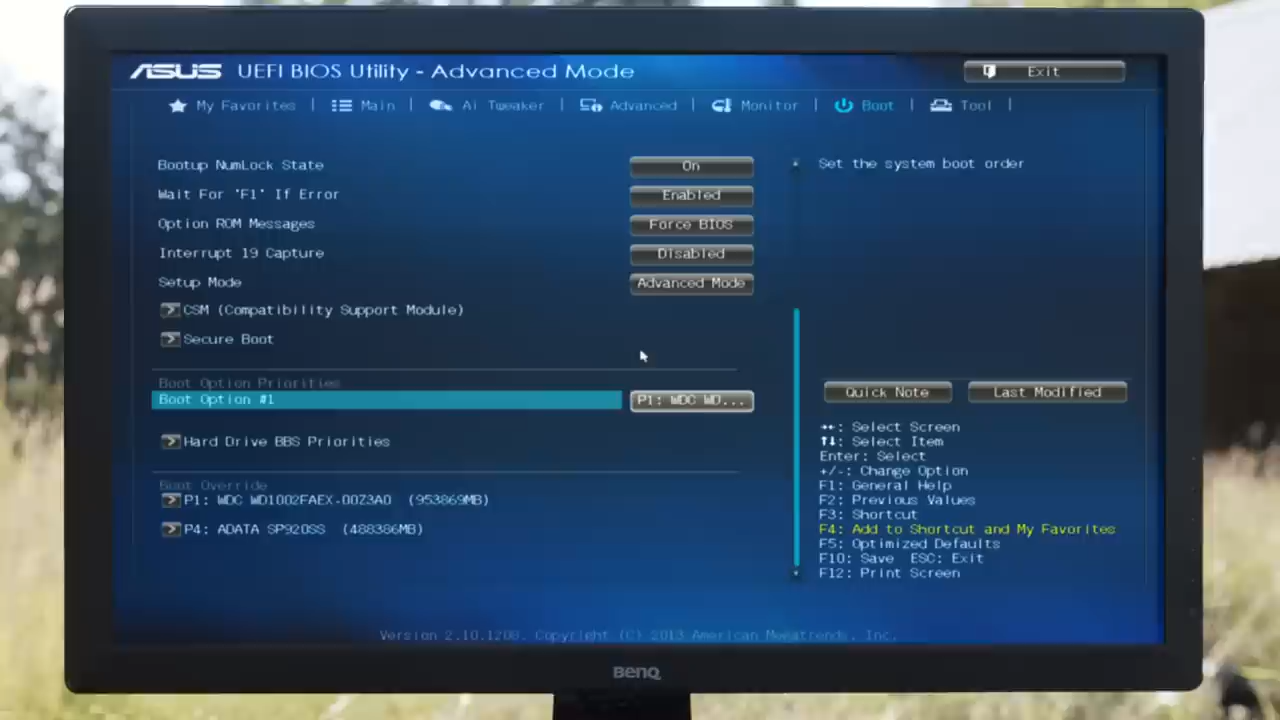 ASUS UEFI BIOS Utility - Advanced Mode
Exit
My Favorites | Main | Ai Tweaker | Advanced | Monitor | Boot | Tool |
Bootup NumLock State On
Set the system boot order
Wait For 'F1' If Error Enabled
Option ROM Messages Force BIOS
Interrupt 19 Capture Disabled
Setup Mode Advanced Mode
CSM (Compatibility Support Module)
Secure Boot
Boot Option Priorities
Boot Option #1 P1: WDC WD...
Hard Drive BBS Priorities
Boot Override
P1: WDC WD1002FAEX-00Z3A0 (953869MB)
P4: ADATA SP920SS (488386MB)
Quick Note
Last Modified
→←: Select Screen
↑↓: Select Item
Enter: Select
+/-: Change Option
F1: General Help
F2: Previous Values
F3: Shortcut
F4: Add to Shortcut and My Favorites
F5: Optimized Defaults
F10: Save ESC: Exit
F12: Print Screen
Version 2.10.1208. Copyright (C) 2013 American Megatrends, Inc.
BenQ